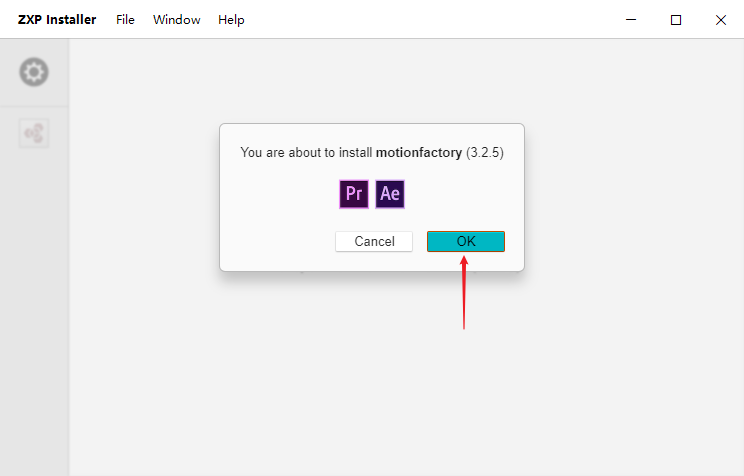 ZXP Installer File Window Help
You are about to install motionfactory (3.2.5)
Pr Ae
Cancel OK